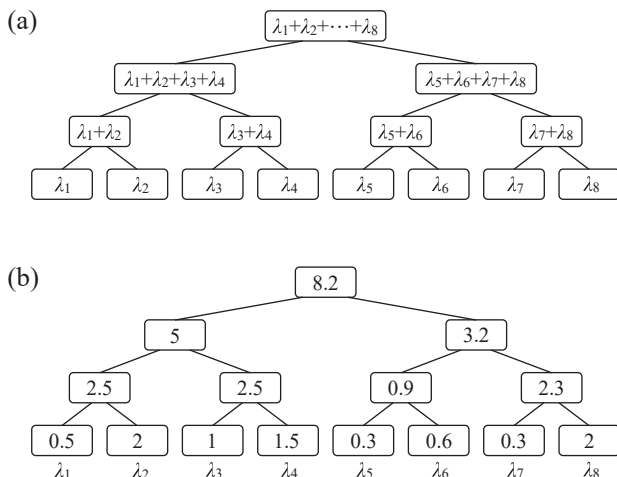 (a)
λ₁+λ₂+⋯+λ₈
λ₁+λ₂+λ₃+λ₄ λ₅+λ₆+λ₇+λ₈
λ₁+λ₂ λ₃+λ₄ λ₅+λ₆ λ₇+λ₈
λ₁ λ₂ λ₃ λ₄ λ₅ λ₆ λ₇ λ₈
(b)
8.2
5 3.2
2.5 2.5 0.9 2.3
0.5 2 1 1.5 0.3 0.6 0.3 2
λ₁ λ₂ λ₃ λ₄ λ₅ λ₆ λ₇ λ₈